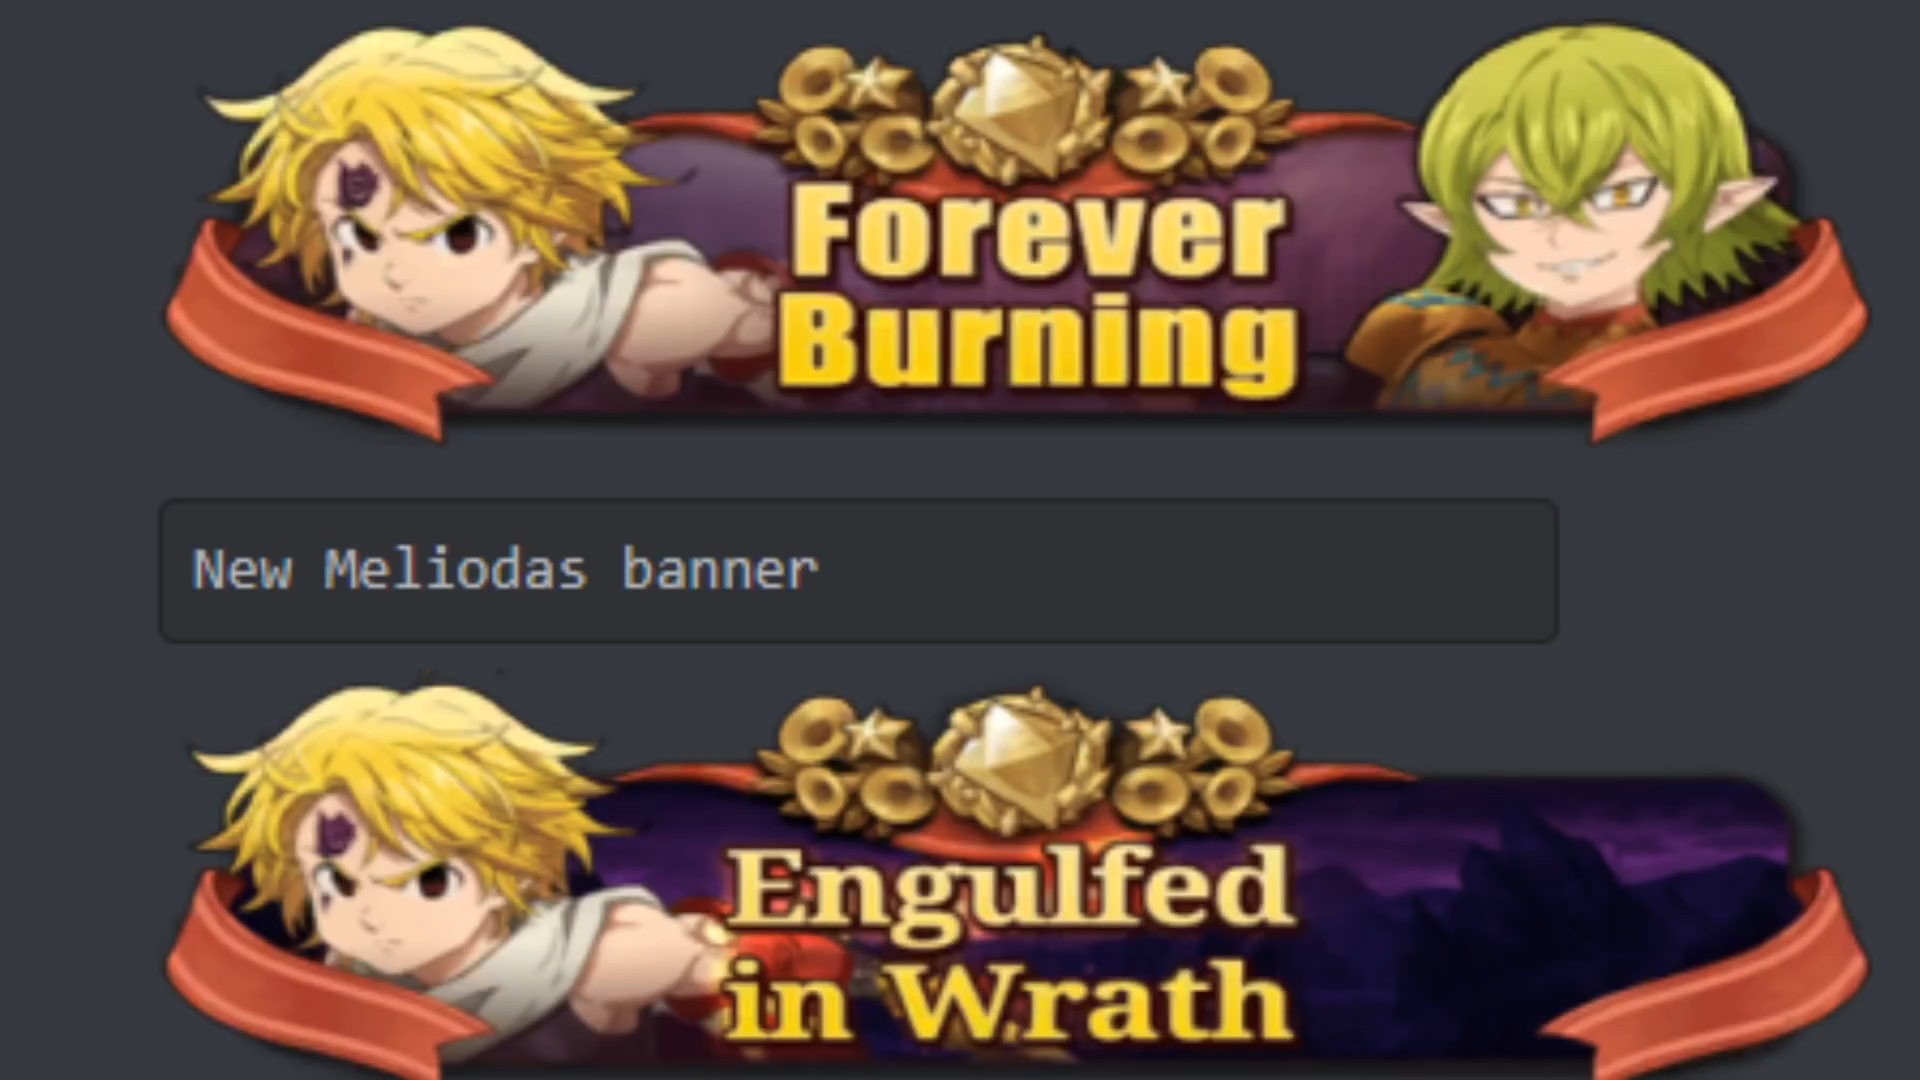 Forever
Burning
New Meliodas banner
Engulfed
in Wrath